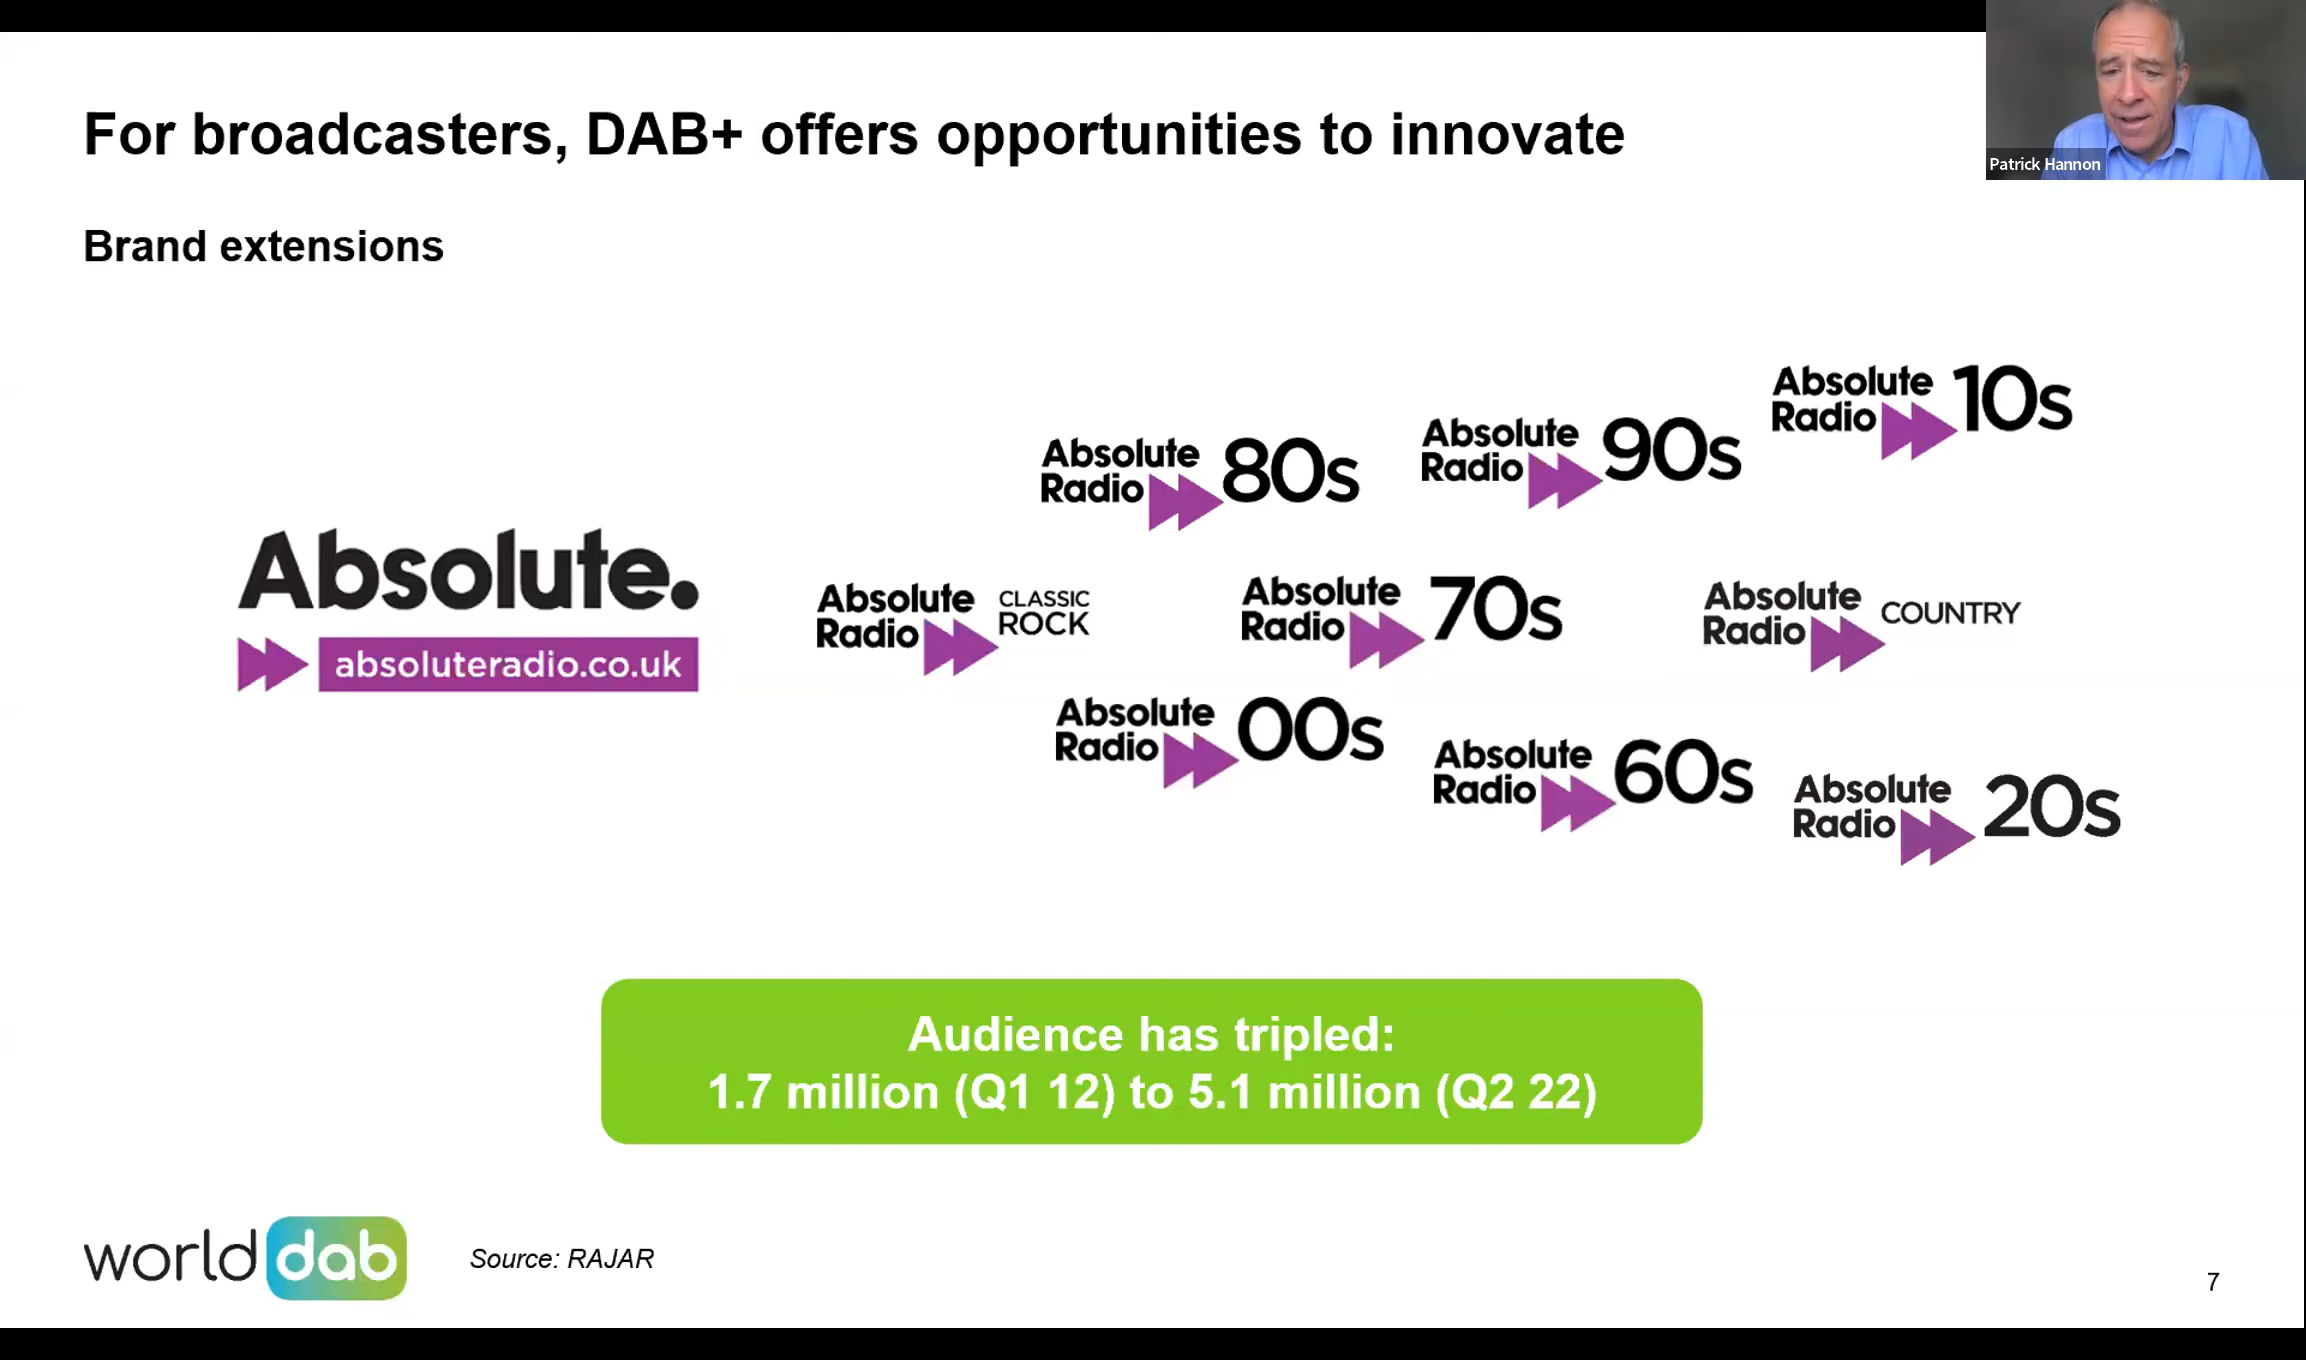 For broadcasters, DAB+ offers opportunities to innovate
Patrick Hannon
Brand extensions
Absolute.
absoluteradio.co.uk
Absolute
Radio
80s
Absolute
Radio
90s
Absolute
Radio
10s
Absolute
Radio
CLASSIC
ROCK
Absolute
Radio
70s
Absolute
Radio
COUNTRY
Absolute
Radio
00s
Absolute
Radio
60s
Absolute
Radio
20s
Audience has tripled:
1.7 million (Q1 12) to 5.1 million (Q2 22)
world dab
Source: RAJAR
7